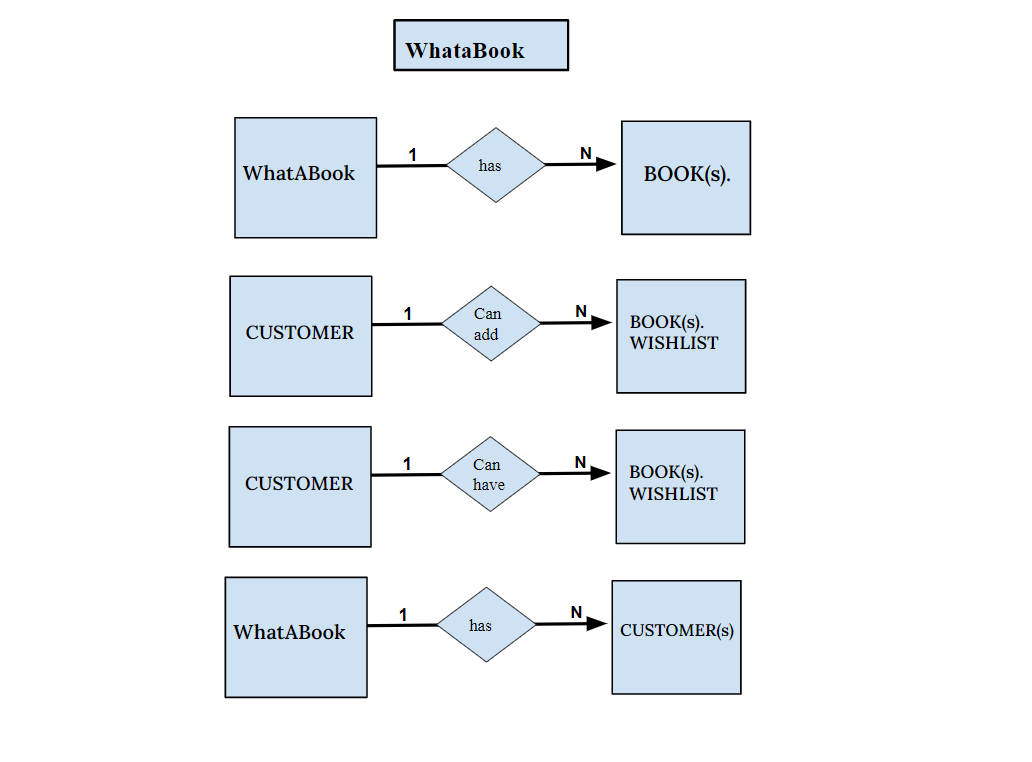 WhataBook
WhatABook
1
has
N
BOOK(s).
CUSTOMER
1
Can
add
N
BOOK(s).
WISHLIST
CUSTOMER
1
Can
have
N
BOOK(s).
WISHLIST
WhatABook
1
has
N
CUSTOMER(s)